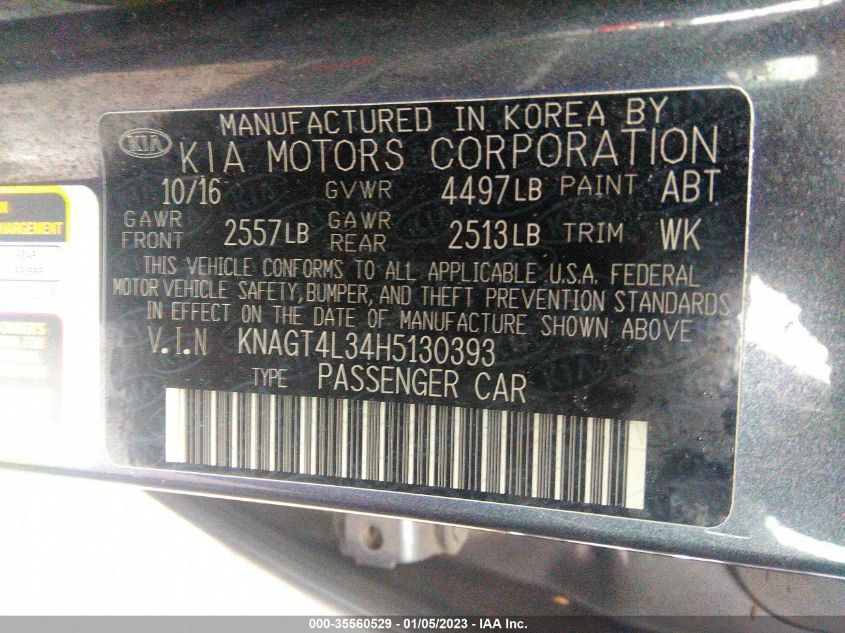 MANUFACTURED IN KOREA BY
KIA KIA MOTORS CORPORATION
10/16 GVWR 4497LB PAINT ABT
GAWR FRONT 2557LB GAWR REAR 2513LB TRIM WK
THIS VEHICLE CONFORMS TO ALL APPLICABLE U.S.A. FEDERAL
MOTOR VEHICLE SAFETY, BUMPER, AND THEFT PREVENTION STANDARDS
IN EFFECT ON THE DATE OF MANUFACTURE SHOWN ABOVE
V.I.N KNAGT4L34H5130393
TYPE PASSENGER CAR
000-35560529 - 01/05/2023 - IAA Inc.